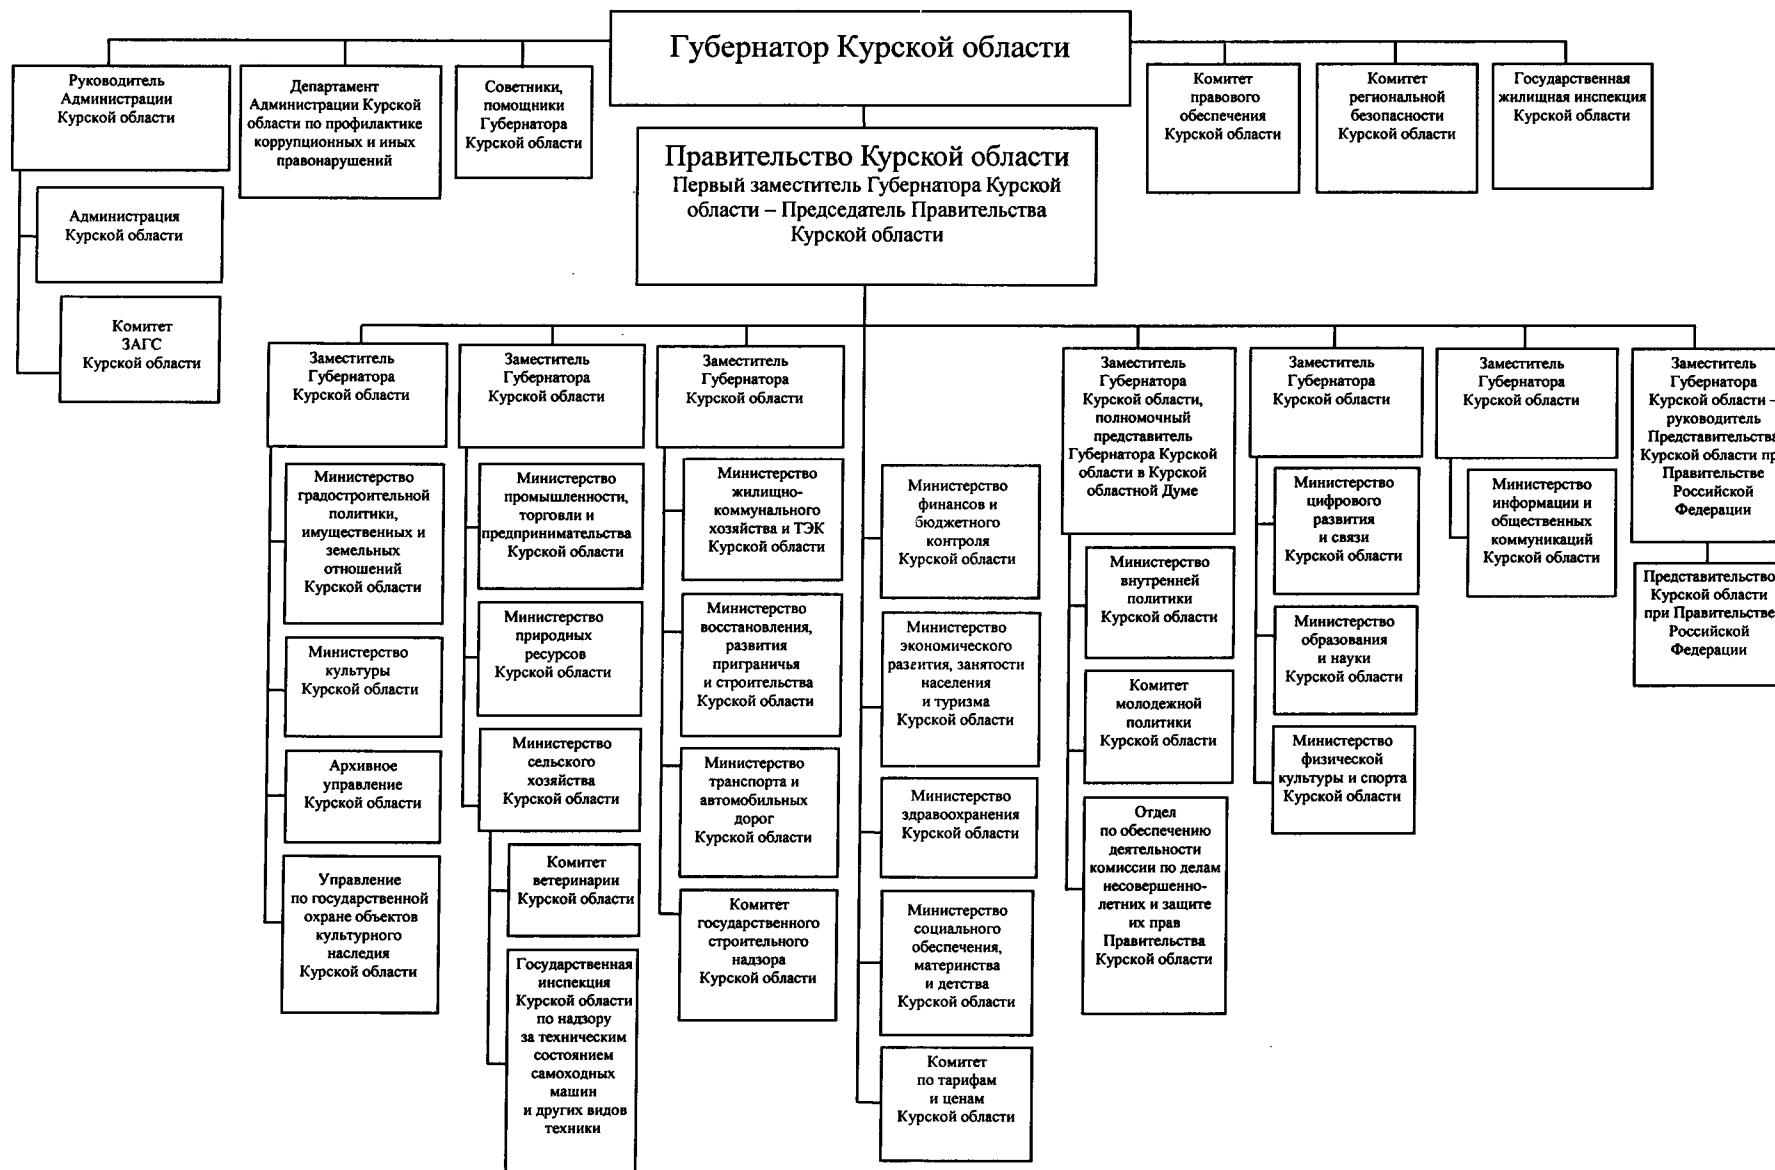 Губернатор Курской области
Руководитель
Администрации
Курской области
Департамент
Администрации Курской
области по профилактике
коррупционных и иных
правонарушений
Советники,
помощники
Губернатора
Курской области
Комитет
правового
обеспечения
Курской области
Комитет
региональной
безопасности
Курской области
Государственная
жилищная инспекция
Курской области
Правительство Курской области
Первый заместитель Губернатора Курской
области – Председатель Правительства
Курской области
Администрация
Курской области
Комитет
ЗАГС
Курской области
Заместитель
Губернатора
Курской области
Министерство
градостроительной
политики,
имущественных и
земельных
отношений
Курской области
Министерство
культуры
Курской области
Архивное
управление
Курской области
Управление
по государственной
охране объектов
культурного
наследия
Курской области
Заместитель
Губернатора
Курской области
Министерство
промышленности,
торговли и
предпринимательства
Курской области
Министерство
природных
ресурсов
Курской области
Министерство
сельского
хозяйства
Курской области
Комитет
ветеринарии
Курской области
Государственная
инспекция
Курской области
по надзору
за техническим
состоянием
самоходных
машин
и других видов
техники
Заместитель
Губернатора
Курской области
Министерство
жилищно-
коммунального
хозяйства и ТЭК
Курской области
Министерство
восстановления,
развития
приграничья
и строительства
Курской области
Министерство
транспорта и
автомобильных
дорог
Курской области
Комитет
государственного
строительного
надзора
Курской области
Министерство
финансов и
бюджетного
контроля
Курской области
Министерство
экономического
развития, занятости
населения
и туризма
Курской области
Министерство
здравоохранения
Курской области
Министерство
социального
обеспечения,
материнства
и детства
Курской области
Комитет
по тарифам
и ценам
Курской области
Заместитель
Губернатора
Курской области,
полномочный
представитель
Губернатора Курской
области в Курской
областной Думе
Министерство
внутренней
политики
Курской области
Комитет
молодежной
политики
Курской области
Отдел
по обеспечению
деятельности
комиссии по делам
несовершенно-
летних и защите
их прав
Правительства
Курской области
Заместитель
Губернатора
Курской области
Министерство
цифрового
развития
и связи
Курской области
Министерство
образования
и науки
Курской области
Министерство
физической
культуры и спорта
Курской области
Заместитель
Губернатора
Курской области
Министерство
информации и
общественных
коммуникаций
Курской области
Заместитель
Губернатора
Курской области –
руководитель
Представительства
Курской области пр
Правительстве
Российской
Федерации
Представительство
Курской области
при Правительстве
Российской
Федерации